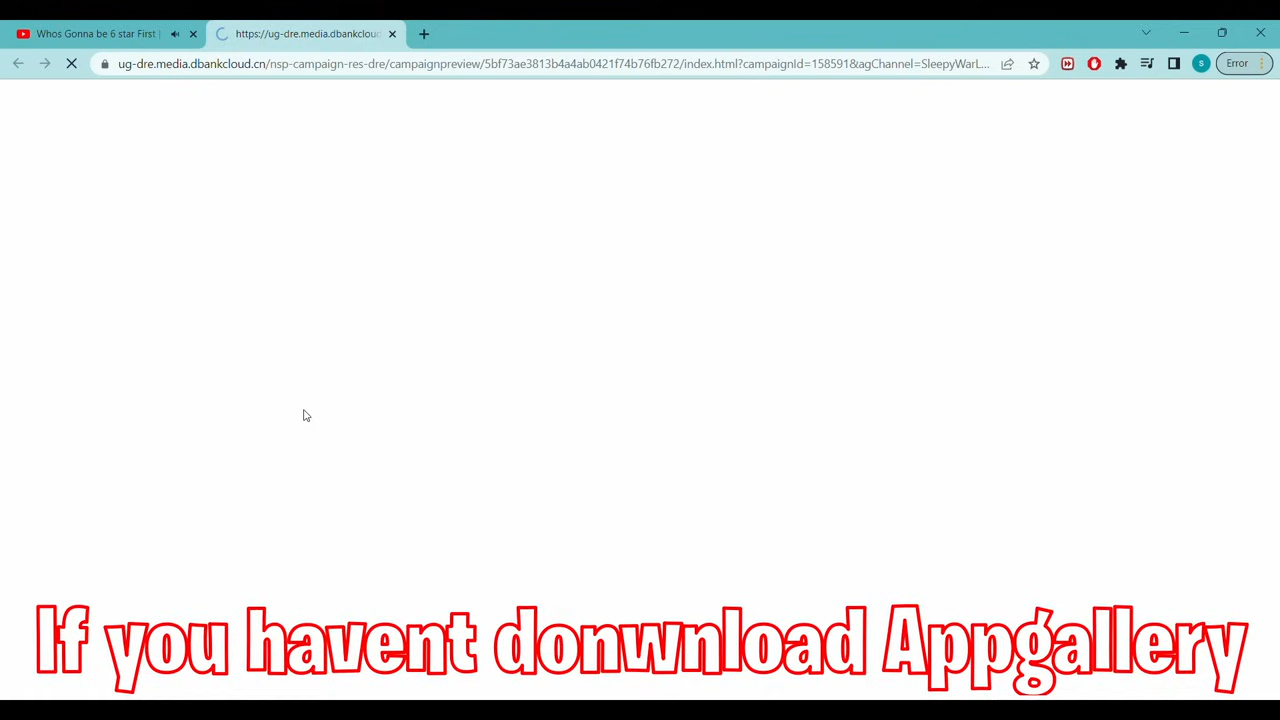 Whos Gonna be 6 star First |
https://ug-dre.media.dbankcloud
ug-dre.media.dbankcloud.cn/nsp-campaign-res-dre/campaignpreview/5bf73ae3813b4a4ab0421f74b76fb272/index.html?campaignId=158591&agChannel=SleepyWarL...
S
Error
If you havent donwnload Appgallery